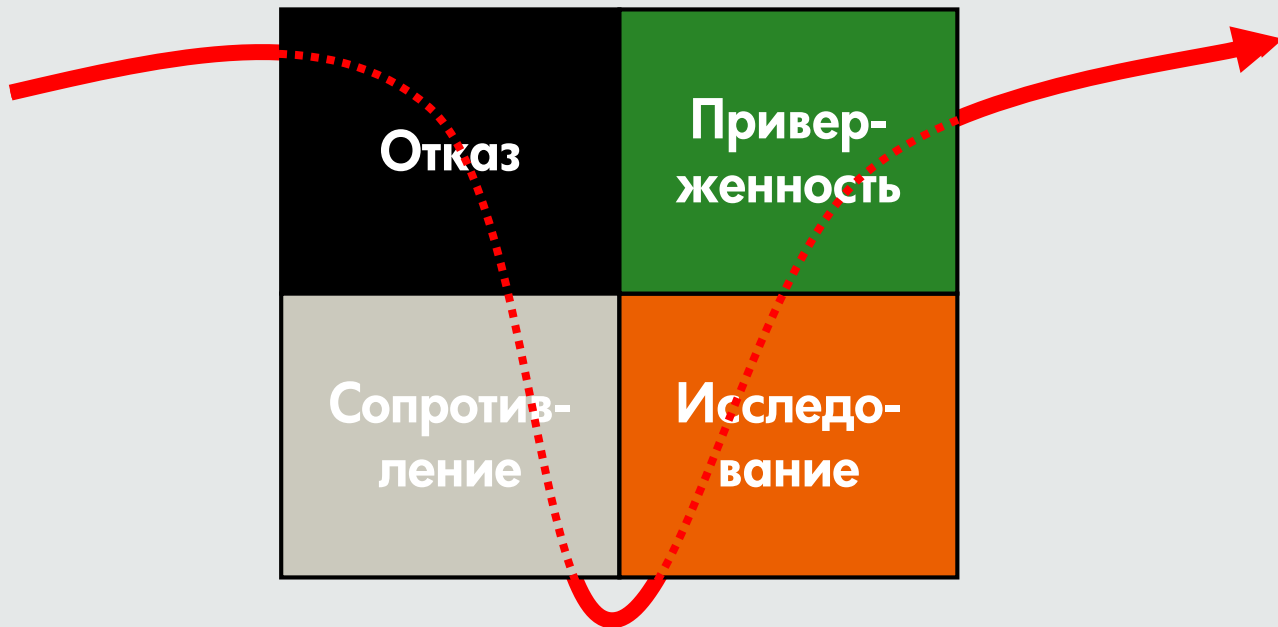 Отказ
Привер-
женность
Сопротив-
ление
Исследо-
вание